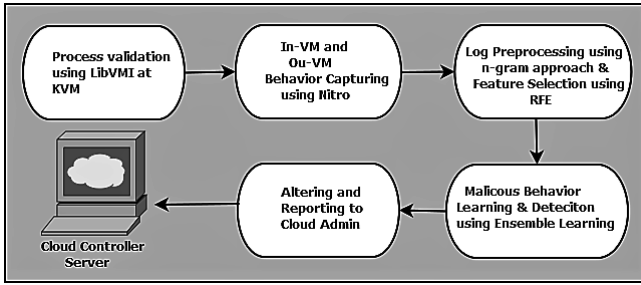 Process validation
using LibVMI at
KVM
In-VM and
Ou-VM
Behavior Capturing
using Nitro
Log Preprocessing using
n-gram approach &
Feature Selection using
RFE
Malicous Behavior
Learning & Deteciton
using Ensemble Learning
Altering and
Reporting to
Cloud Admin
Cloud Controller
Server